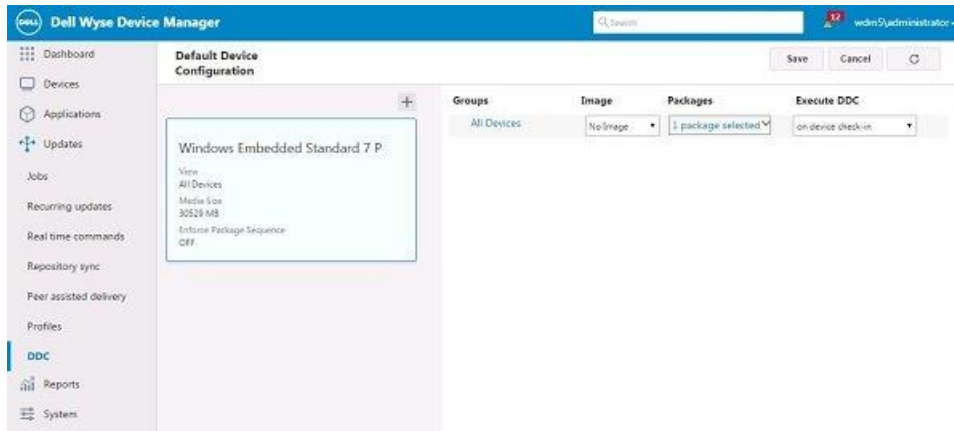 DELL Dell Wyse Device Manager
Search
12
wdm5\administrator
Dashboard
Devices
Applications
Updates
Jobs
Recurring updates
Real time commands
Repository sync
Peer assisted delivery
Profiles
DDC
Reports
System
Default Device
Configuration
Save Cancel
+
Windows Embedded Standard 7 P
View
All Devices
Media Size
30529 MB
Enforce Package Sequence
OFF
Groups Image Packages Execute DDC
All Devices No Image 1 package selected on device check-in